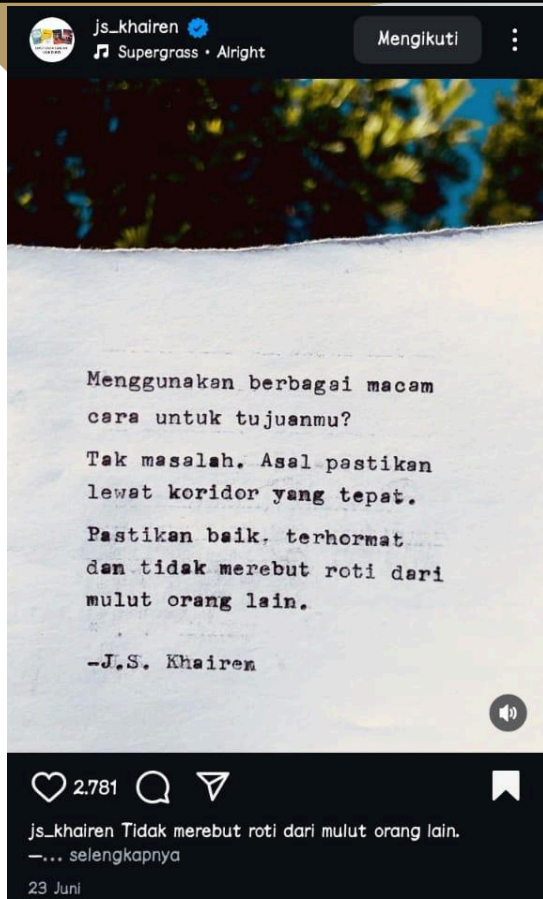 js_khairen
Supergrass • Alright
Mengikuti
Menggunakan berbagai macam
cara untuk tujuanmu?
Tak masalah. Asal pastikan
lewat koridor yang tepat.
Pastikan baik, terhormat
dan tidak merebut roti dari
mulut orang lain.
-J.S. Khairen
2.781
js_khairen Tidak merebut roti dari mulut orang lain.
—... selengkapnya
23 Juni